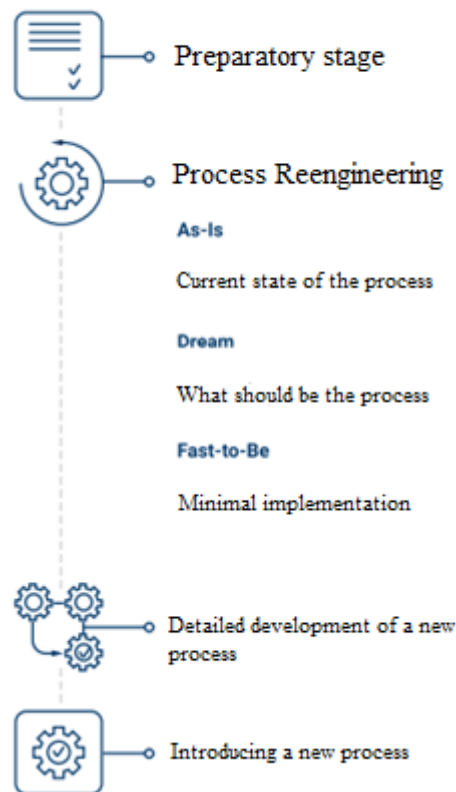 Preparatory stage
Process Reengineering
As-Is
Current state of the process
Dream
What should be the process
Fast-to-Be
Minimal implementation
Detailed development of a new
process
Introducing a new process